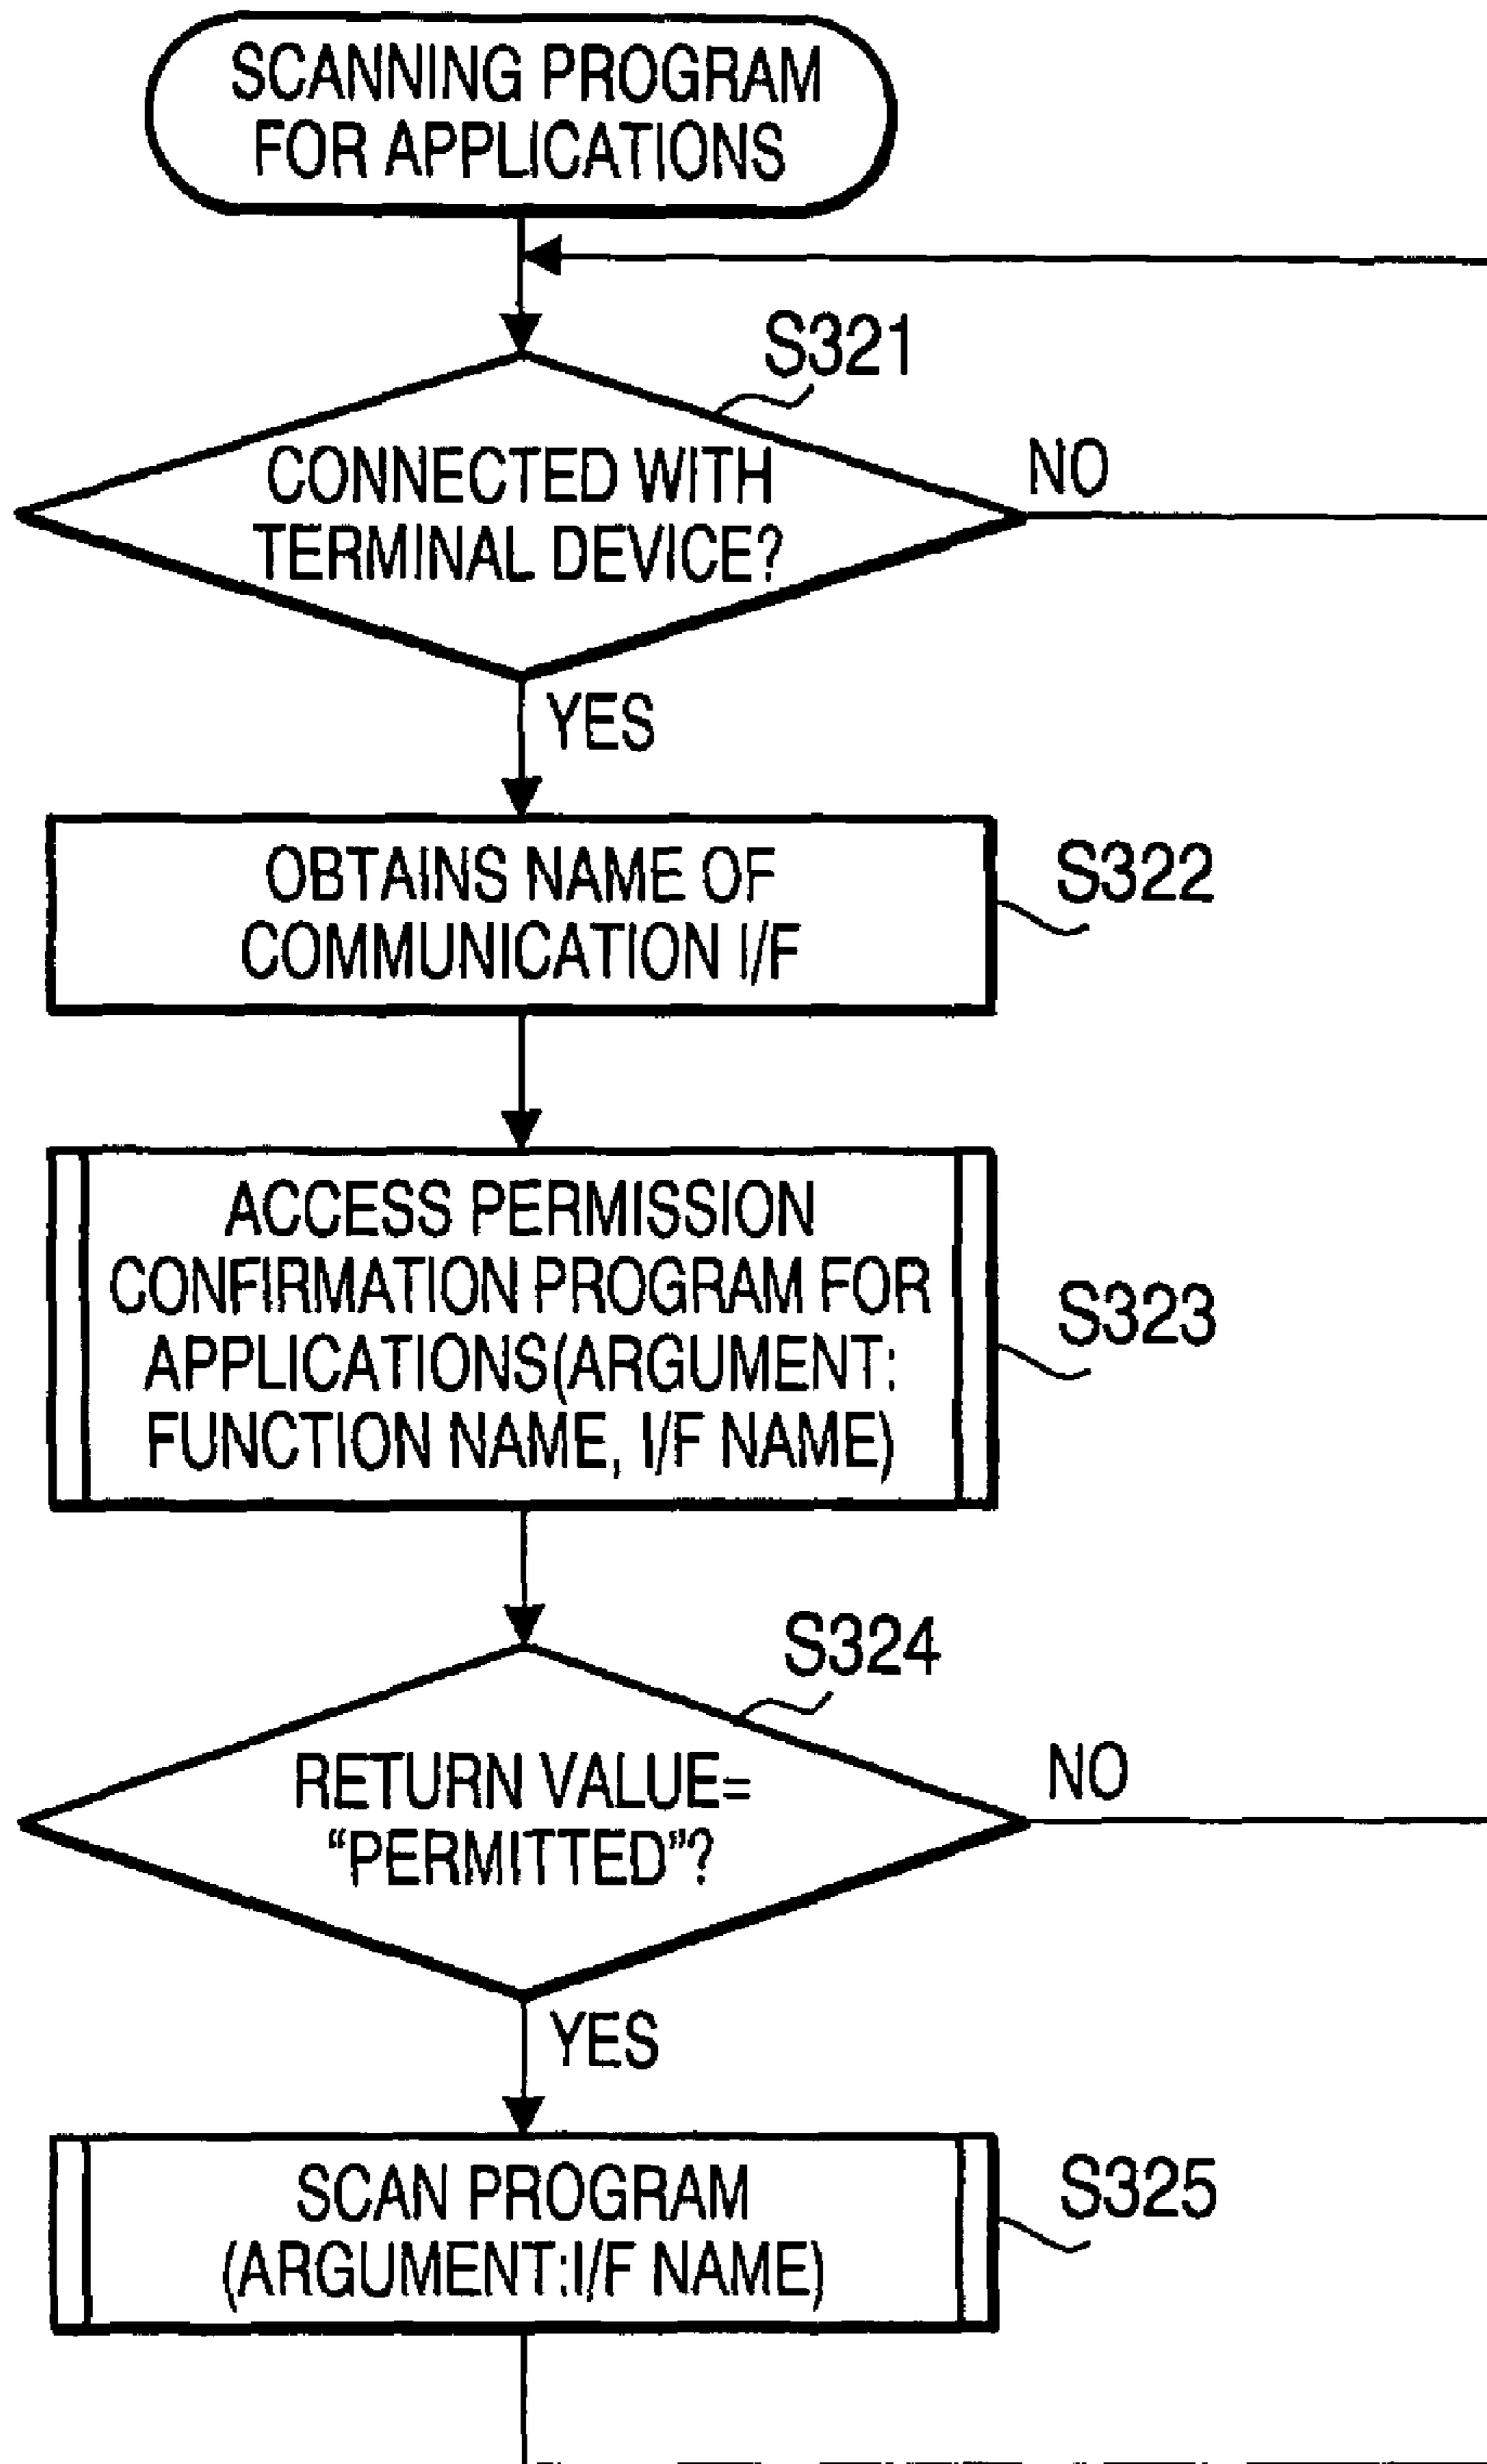 SCANNING PROGRAM
FOR APPLICATIONS
S321
CONNECTED WITH
TERMINAL DEVICE?
NO
YES
OBTAINS NAME OF
COMMUNICATION I/F
S322
ACCESS PERMISSION
CONFIRMATION PROGRAM FOR
APPLICATIONS(ARGUMENT:
FUNCTION NAME, I/F NAME)
S323
S324
RETURN VALUE=
“PERMITTED”?
NO
YES
SCAN PROGRAM
(ARGUMENT:I/F NAME)
S325